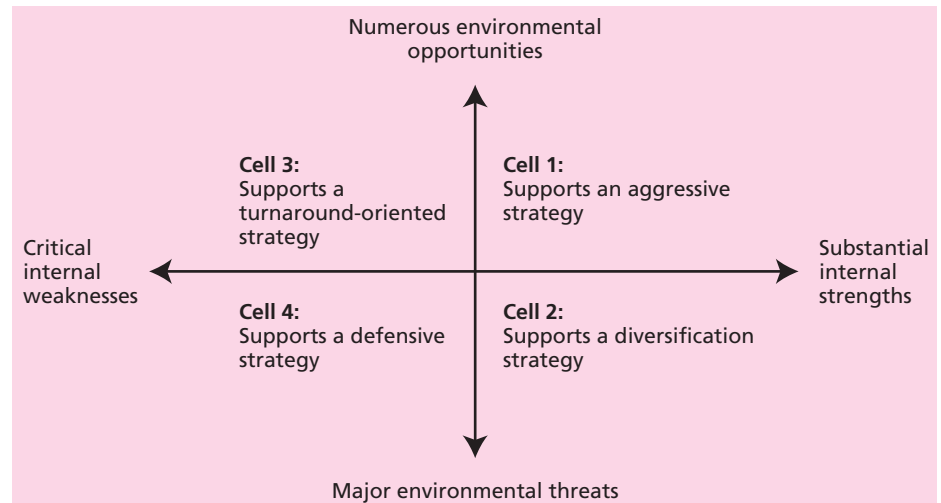 Numerous environmental
opportunities
Cell 3:
Supports a
turnaround-oriented
strategy
Cell 1:
Supports an aggressive
strategy
Critical
internal
weaknesses
Substantial
internal
strengths
Cell 4:
Supports a defensive
strategy
Cell 2:
Supports a diversification
strategy
Major environmental threats